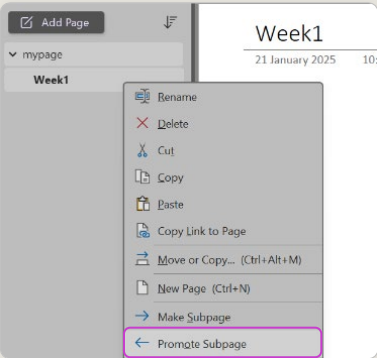 Add Page
mypage
Week1
Week1
21 January 2025 10:
Rename
Delete
Cut
Copy
Paste
Copy Link to Page
Move or Copy... (Ctrl+Alt+M)
New Page (Ctrl+N)
Make Subpage
Promote Subpage